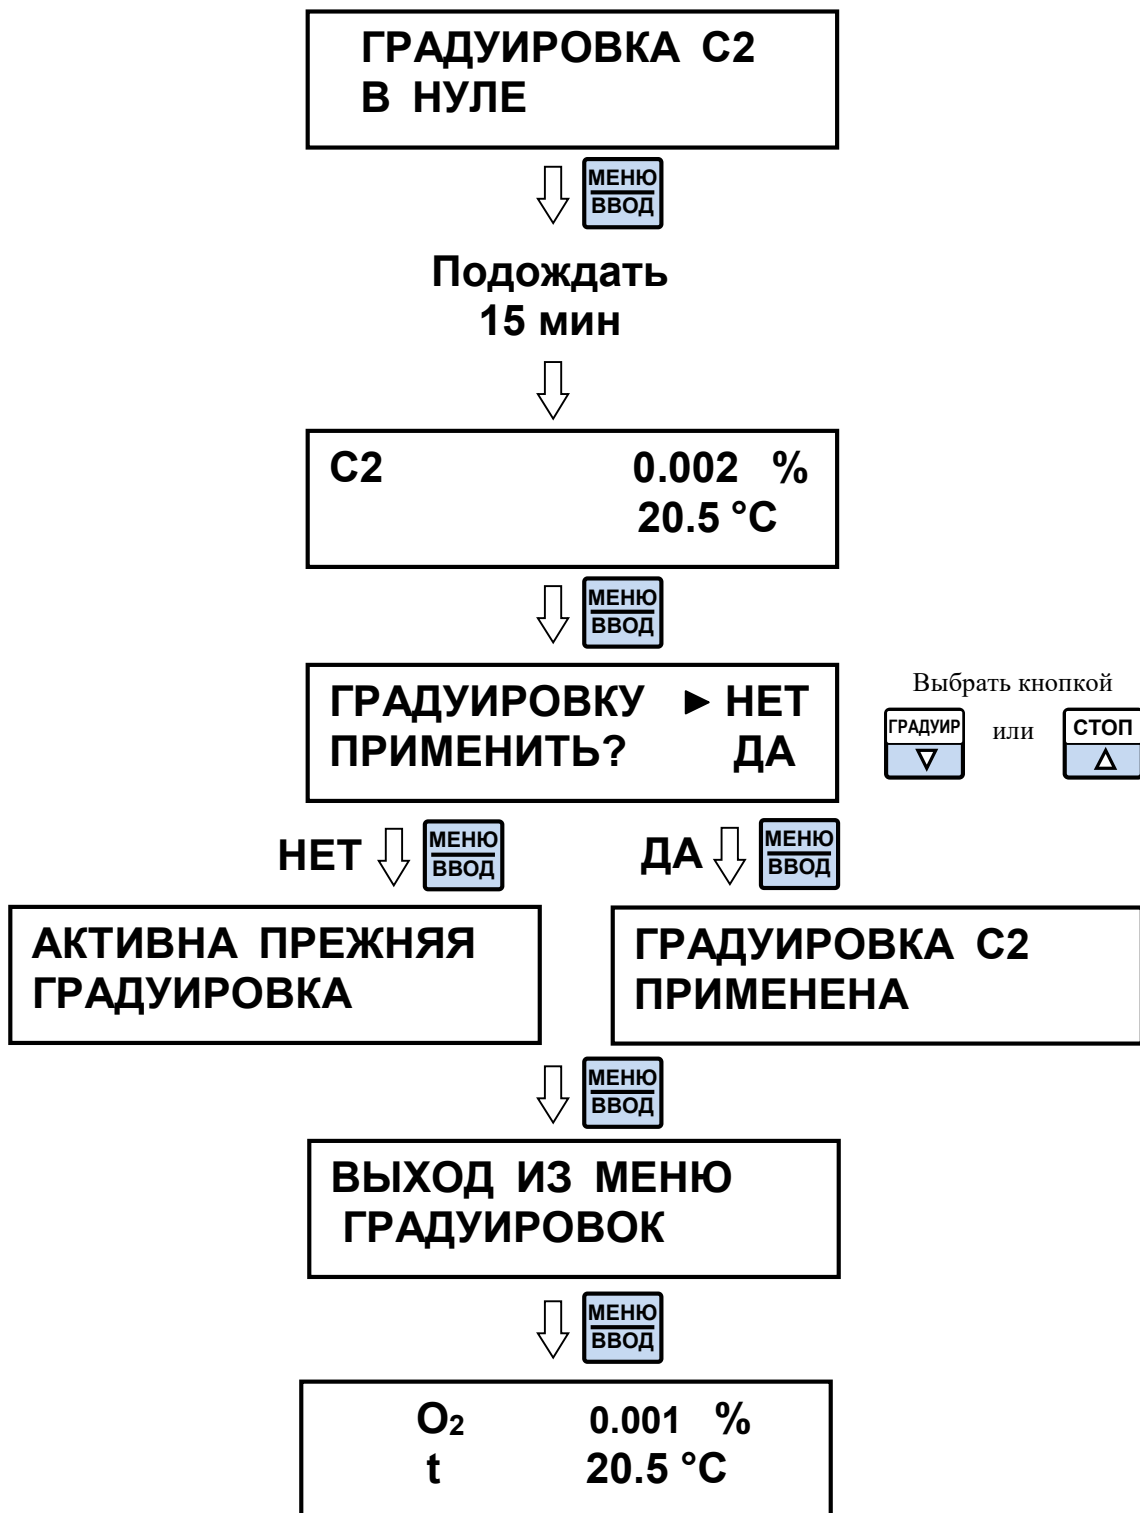 ГРАДУИРОВКА С2
В НУЛЕ
МЕНЮ
ВВОД
Подождать
15 мин
С2 0.002 %
20.5 °С
МЕНЮ
ВВОД
ГРАДУИРОВКУ ► НЕТ
ПРИМЕНИТЬ? ДА
Выбрать кнопкой
ГРАДУИР или СТОП
НЕТ МЕНЮ
ВВОД
ДА МЕНЮ
ВВОД
АКТИВНА ПРЕЖНЯЯ
ГРАДУИРОВКА
ГРАДУИРОВКА С2
ПРИМЕНЕНА
МЕНЮ
ВВОД
ВЫХОД ИЗ МЕНЮ
ГРАДУИРОВОК
МЕНЮ
ВВОД
O₂ 0.001 %
t 20.5 °С